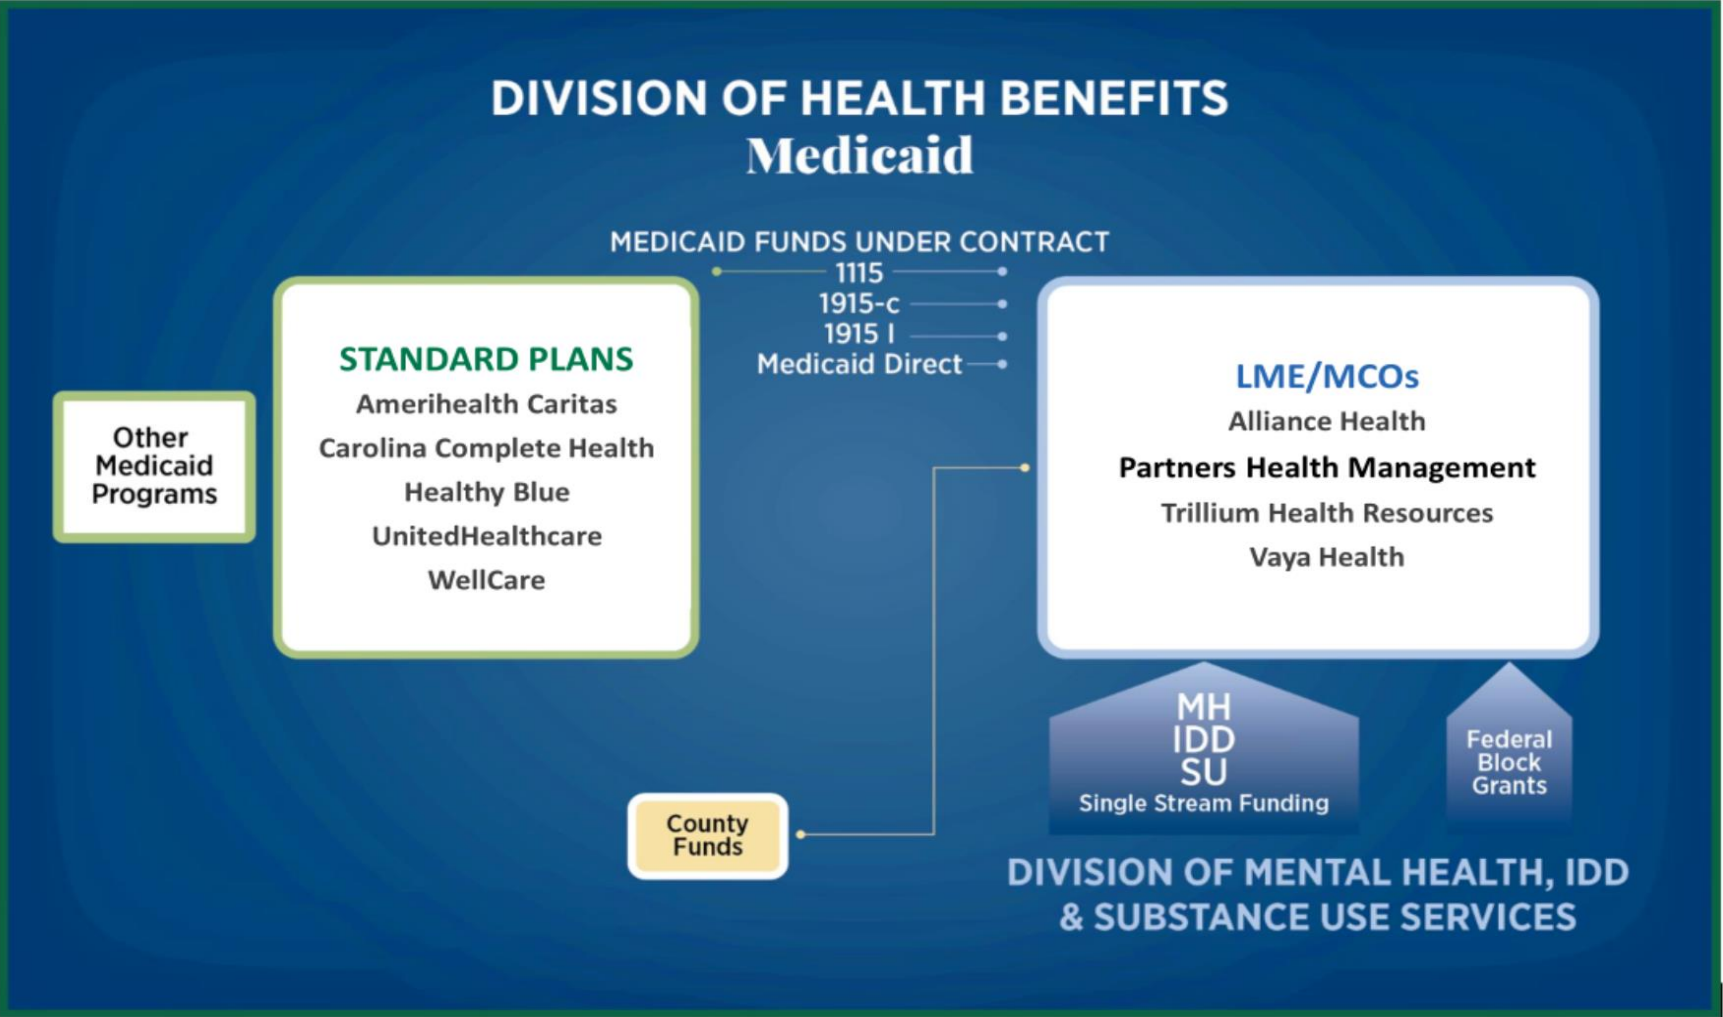 DIVISION OF HEALTH BENEFITS
Medicaid
MEDICAID FUNDS UNDER CONTRACT
1115
1915-c
1915 I
Medicaid Direct
Other
Medicaid
Programs
STANDARD PLANS
Amerihealth Caritas
Carolina Complete Health
Healthy Blue
UnitedHealthcare
WellCare
LME/MCOs
Alliance Health
Partners Health Management
Trillium Health Resources
Vaya Health
County
Funds
MH
IDD
SU
Single Stream Funding
Federal
Block
Grants
DIVISION OF MENTAL HEALTH, IDD
& SUBSTANCE USE SERVICES